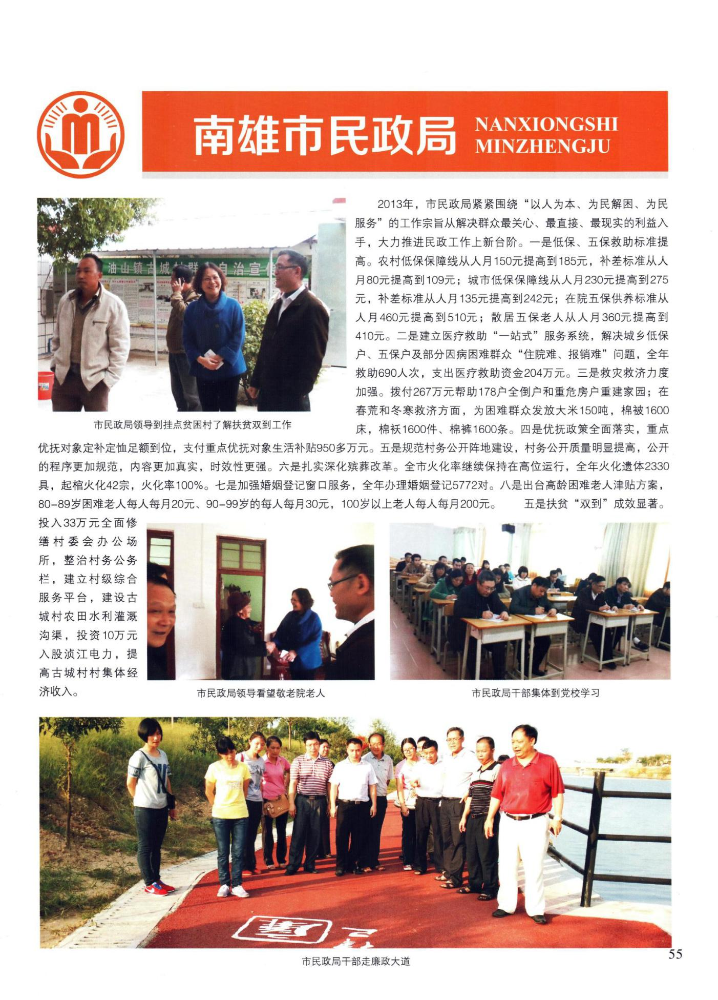 南雄市民政局
NANXIONGSHI
MINZHENGJU
2013年，市民政局紧紧围绕“以人为本、为民解困、为民
服务”的工作宗旨从解决群众最关心、最直接、最现实的利益入
手，大力推进民政工作上新台阶。一是低保、五保救助标准提
高。农村低保保障线从人月150元提高到185元，补差标准从人
月80元提高到109元；城市低保保障线从人月230元提高到275
元，补差标准从人月135元提高到242元；在院五保供养标准从
人月460元提高到510元；散居五保老人从人月360元提高到
410元。二是建立医疗救助“一站式”服务系统，解决城乡低保
户、五保户及部分因病困难群众“住院难、报销难”问题，全年
救助690人次，支出医疗救助资金204万元。三是救灾救济力度
加强。拨付267万元帮助178户全倒户和重危房户重建家园；在
春荒和冬寒救济方面，为困难群众发放大米150吨，棉被1600
床，棉袄1600件、棉裤1600条。四是优抚政策全面落实，重点
优抚对象定补定恤足额到位，支付重点优抚对象生活补贴950多万元。五是规范村务公开阵地建设，村务公开质量明显提高，公开
的程序更加规范，内容更加真实，时效性更强。六是扎实深化殡葬改革。全市火化率继续保持在高位运行，全年火化遗体2330
具，起棺火化42宗，火化率100%。七是加强婚姻登记窗口服务，全年办理婚姻登记5772对。八是出台高龄困难老人津贴方案，
80-89岁困难老人每人每月20元、90-99岁的每人每月30元，100岁以上老人每人每月200元。 五是扶贫“双到”成效显著。
投入33万元全面修
缮村委会办公场
所，整治村务公务
栏，建立村级综合
服务平台，建设古
城村农田水利灌溉
沟渠，投资10万元
入股浈江电力，提
高古城村村集体经
济收入。
油山镇古城村群 自治宣
市民政局领导到挂点贫困村了解扶贫双到工作
市民政局领导看望敬老院老人
市民政局干部集体到党校学习
廉
市民政局干部走廉政大道
55